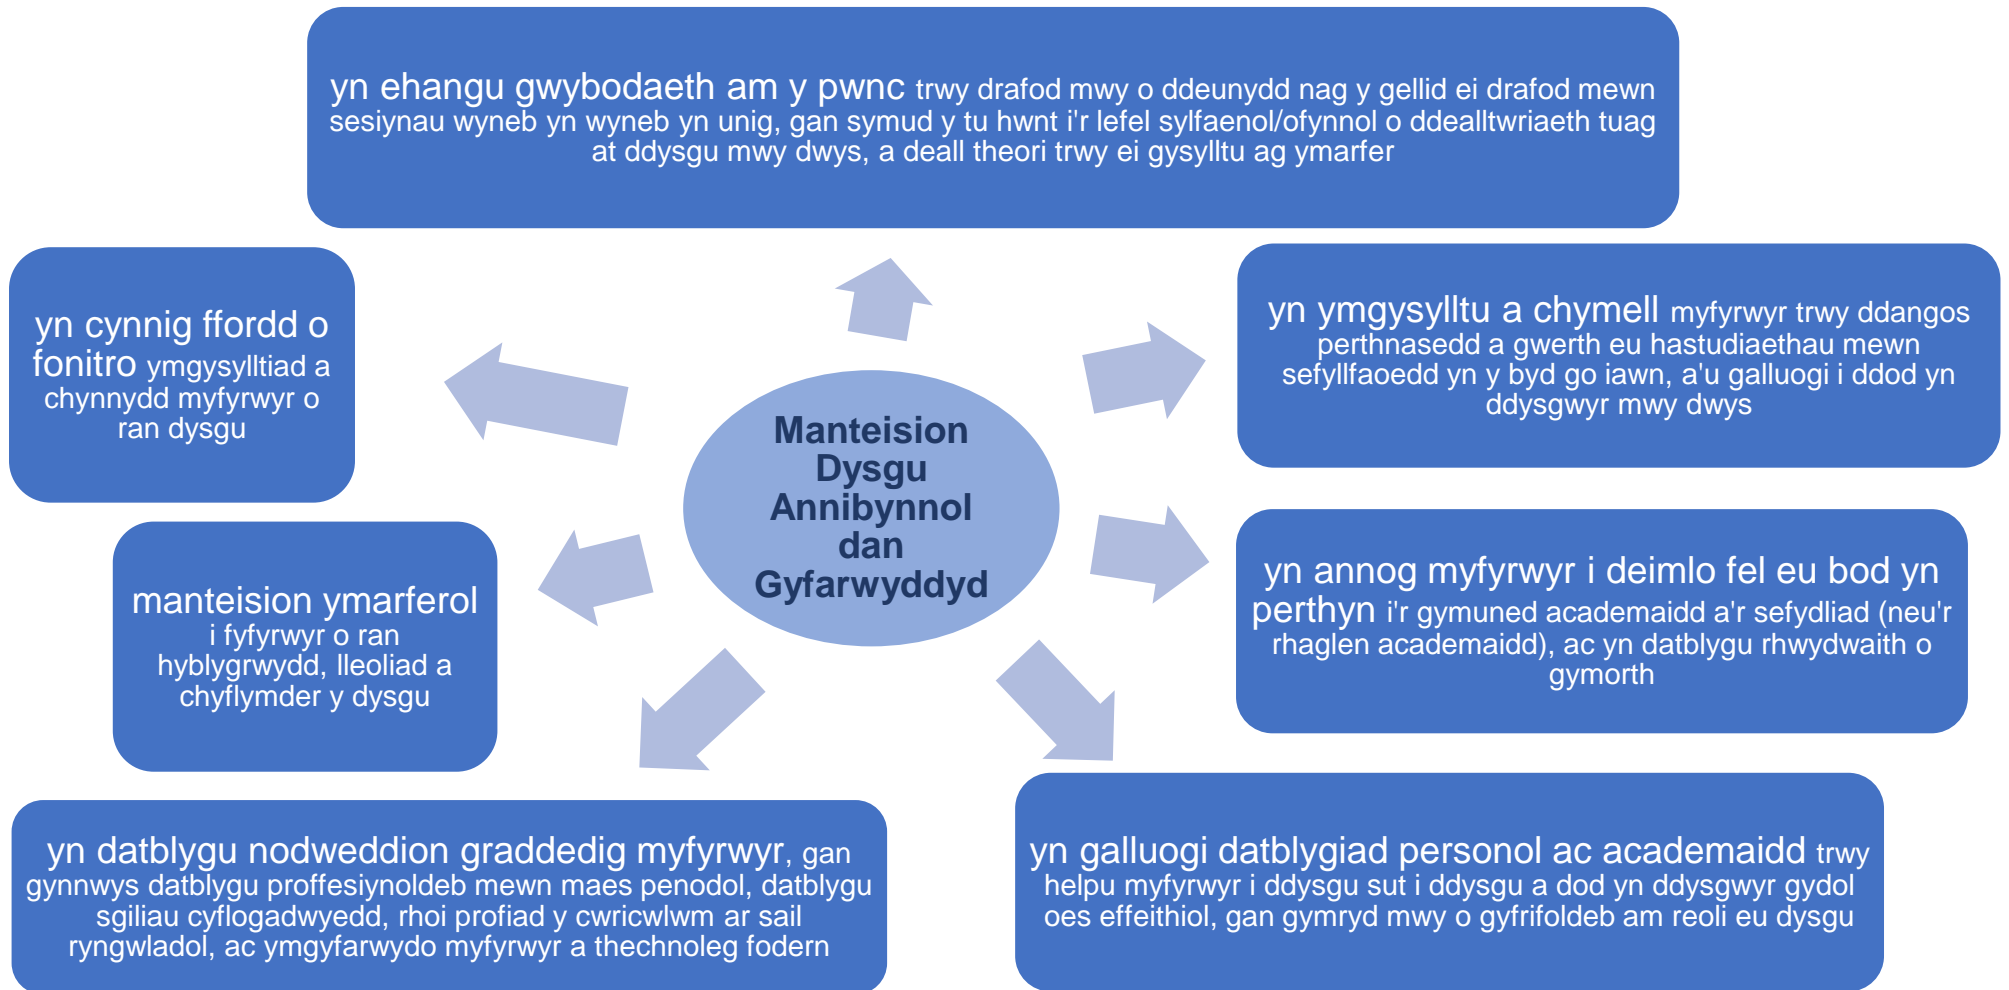 yn ehangu gwybodaeth am y pwnc trwy drafod mwy o ddeunydd nag y gellid ei drafod mewn
sesiynau wyneb yn wyneb yn unig, gan symud y tu hwnt i'r lefel sylfaenol/ofynnol o ddealltwriaeth tuag
at ddysgu mwy dwys, a deall theori trwy ei gysylltu ag ymarfer
yn ymgysylltu a chymell myfyrwyr trwy ddangos
perthnasedd a gwerth eu hastudiaethau mewn
sefyllfaoedd yn y byd go iawn, a'u galluogi i ddod yn
ddysgwyr mwy dwys
yn annog myfyrwyr i deimlo fel eu bod yn
perthyn i'r gymuned academaidd a'r sefydliad (neu'r
rhaglen academaidd), ac yn datblygu rhwydwaith o
gymorth
yn galluogi datblygiad personol ac academaidd trwy
helpu myfyrwyr i ddysgu sut i ddysgu a dod yn ddysgwyr gydol
oes effeithiol, gan gymryd mwy o gyfrifoldeb am reoli eu dysgu
yn datblygu nodweddion graddedig myfyrwyr, gan
gynnwys datblygu proffesiynoldeb mewn maes penodol, datblygu
sgiliau cyflogadwyedd, rhoi profiad y cwricwlwm ar sail
ryngwladol, ac ymgyfarwydo myfyrwyr a thechnoleg fodern
manteision ymarferol
i fyfyrwyr o ran
hyblygrwydd, lleoliad a
chyflymder y dysgu
yn cynnig ffordd o
fonitro ymgysylltiad a
chynnydd myfyrwyr o
ran dysgu
Manteision
Dysgu
Annibynnol
dan
Gyfarwyddyd